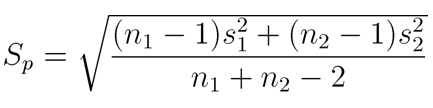 $S_p = \sqrt{\frac{(n_1 - 1)s_1^2 + (n_2 - 1)s_2^2}{n_1 + n_2 - 2}}$